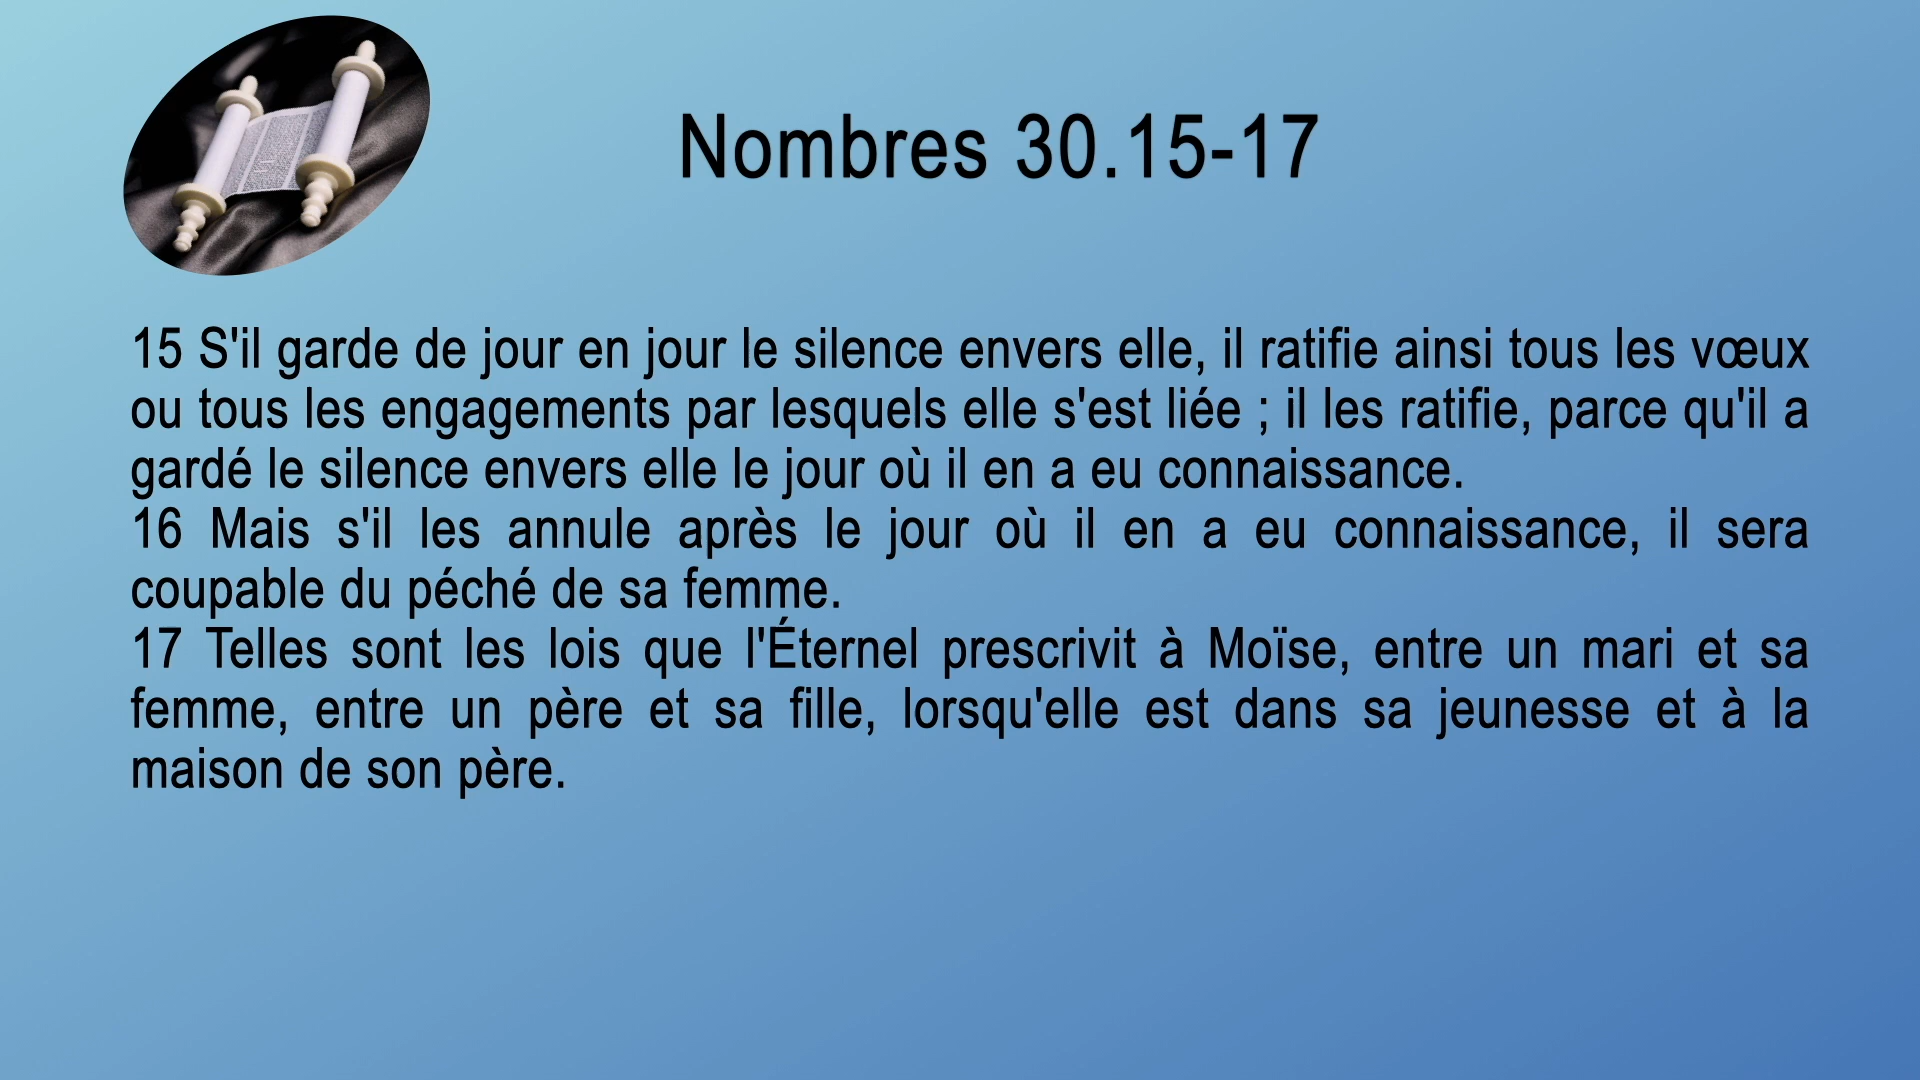 Nombres 30.15-17
15 S'il garde de jour en jour le silence envers elle, il ratifie ainsi tous les vœux
ou tous les engagements par lesquels elle s'est liée ; il les ratifie, parce qu'il a
gardé le silence envers elle le jour où il en a eu connaissance.
16 Mais s'il les annule après le jour où il en a eu connaissance, il sera
coupable du péché de sa femme.
17 Telles sont les lois que l'Éternel prescrivit à Moïse, entre un mari et sa
femme, entre un père et sa fille, lorsqu'elle est dans sa jeunesse et à la
maison de son père.